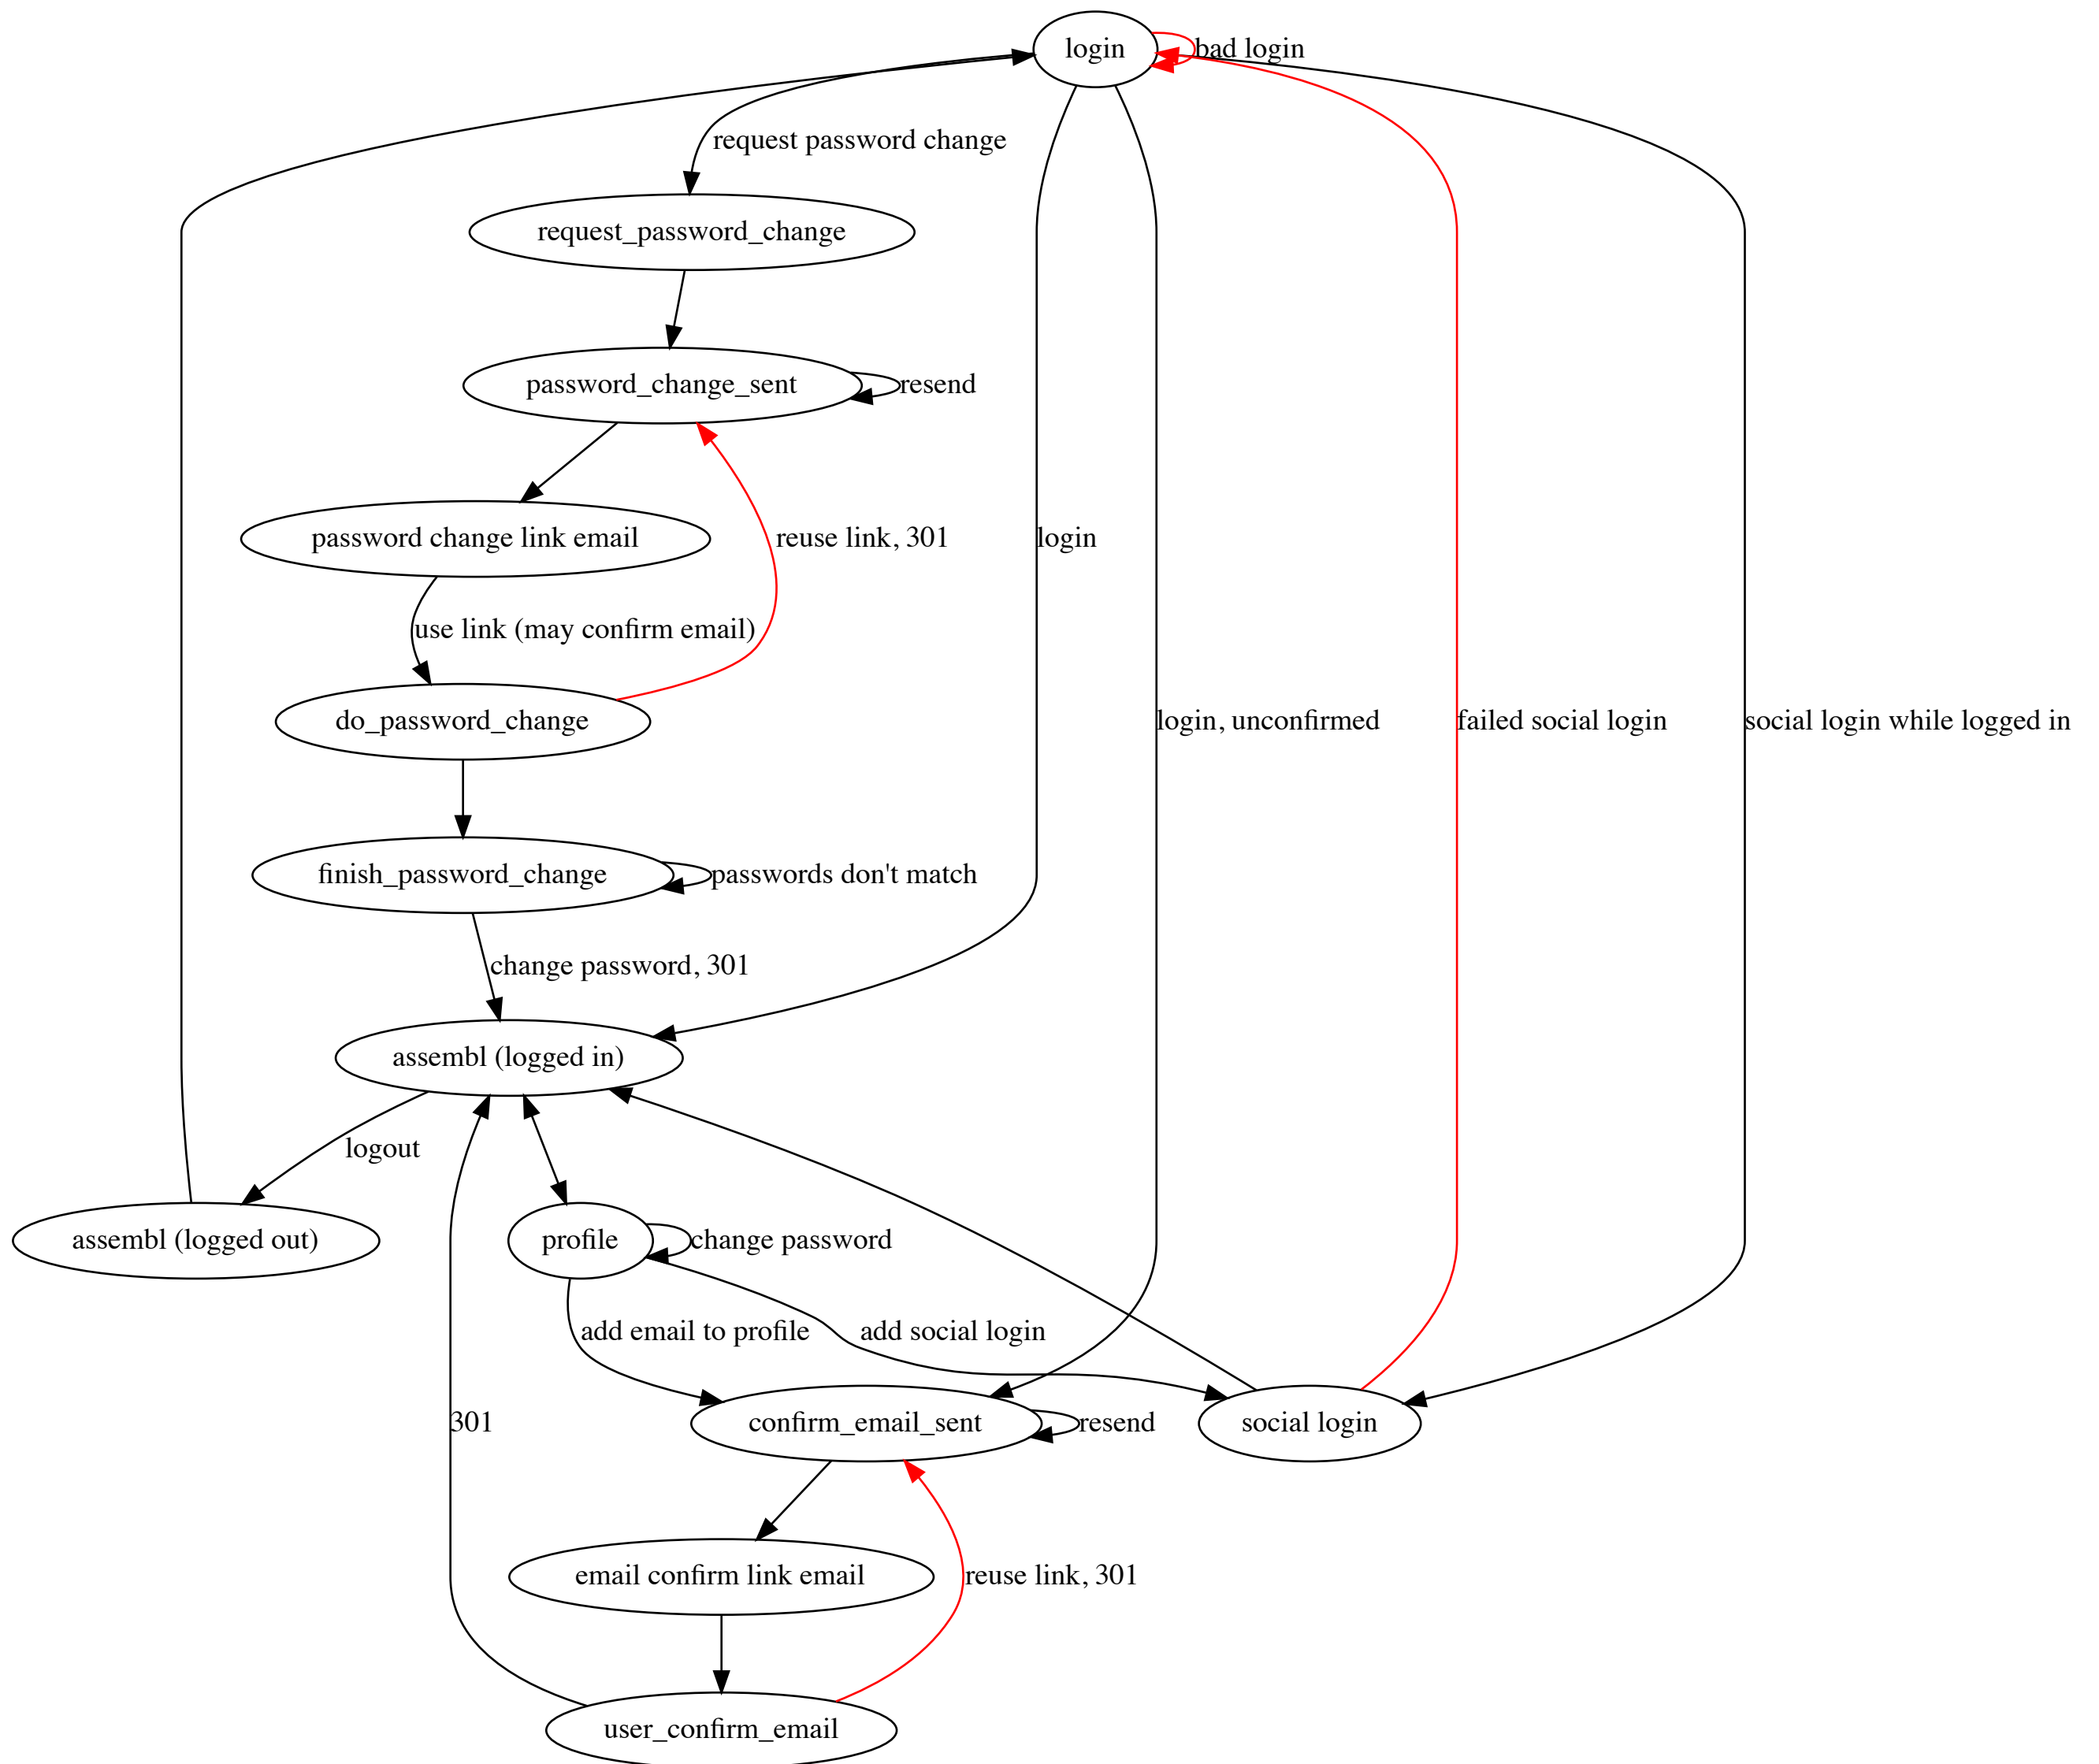 login
bad login
request password change
request_password_change
password_change_sent
resend
password change link email
reuse link, 301
login
use link (may confirm email)
do_password_change
login, unconfirmed
failed social login
social login while logged in
finish_password_change
passwords don't match
change password, 301
assembl (logged in)
logout
assembl (logged out)
profile
change password
add email to profile
add social login
301
confirm_email_sent
resend
social login
email confirm link email
reuse link, 301
user_confirm_email